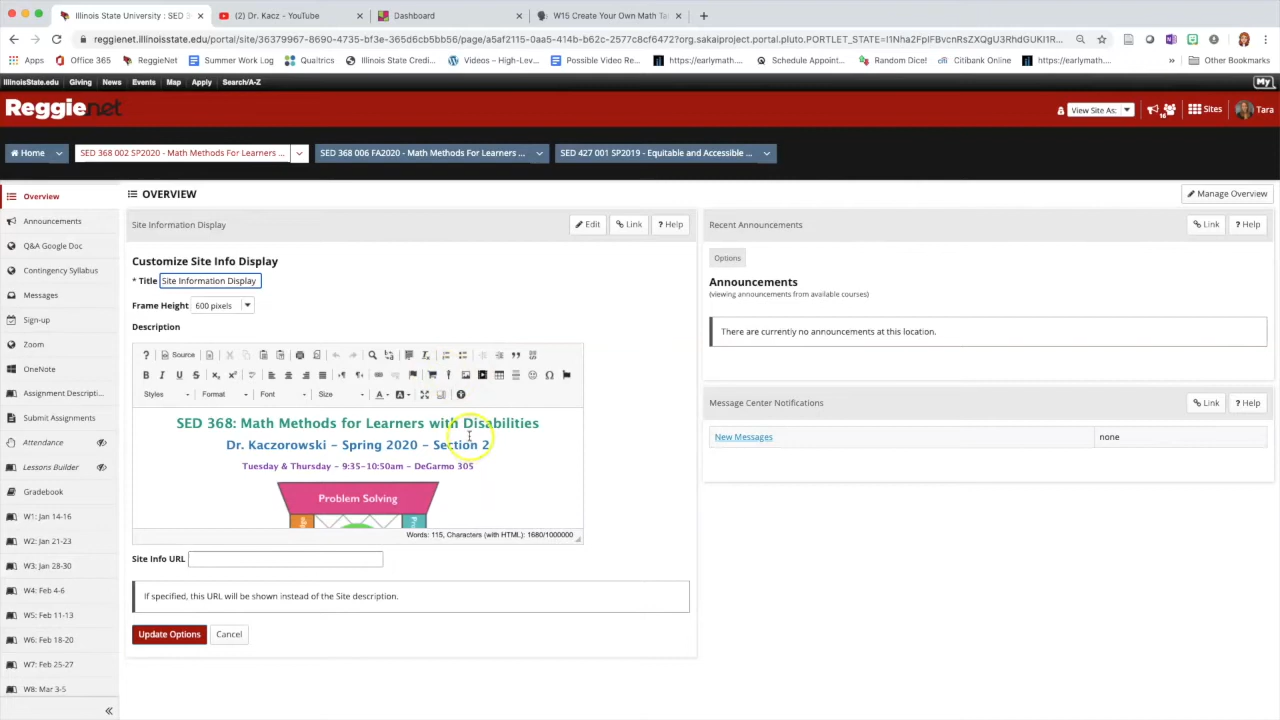 Illinois State University : SED 3
(2) Dr. Kacz - YouTube
Dashboard
W15 Create Your Own Math Ta
reggienet.illinoisstate.edu/portal/site/36379967-8690-4735-bf3e-365d6cb5bb56/page/a5af2115-0aa5-414b-b62c-2577c8cf6472?org.sakaiproject.portal.pluto.PORTLET_STATE=
Apps
Office 365
ReggieNet
Summer Work Log
Qualtrics
Illinois State Credi...
Videos – High-Lev...
Possible Video Re...
https://earlymath...
Schedule Appoint...
Random Dice!
Citibank Online
https://earlymath...
»
Other Bookmarks
IllinoisState.edu
Giving
News
Events
Map
Apply
Search/A-Z
My
Reggienet
View Site As:
16
Sites
Tara
Home
SED 368 002 SP2020 - Math Methods For Learners ...
SED 368 006 FA2020 - Math Methods For Learners ...
SED 427 001 SP2019 - Equitable and Accessible ...
Overview
Announcements
Q&A Google Doc
Contingency Syllabus
Messages
Sign-up
Zoom
OneNote
Assignment Descripti...
Submit Assignments
Attendance
Lessons Builder
Gradebook
W1: Jan 14-16
W2: Jan 21-23
W3: Jan 28-30
W4: Feb 4-6
W5: Feb 11-13
W6: Feb 18-20
W7: Feb 25-27
W8: Mar 3-5
«
OVERVIEW
Manage Overview
Site Information Display
Edit
Link
? Help
Customize Site Info Display
* Title Site Information Display
Frame Height 600 pixels
Description
? Source
B I U S
Styles
Format
Font
Size
A A
SED 368: Math Methods for Learners with Disabilities
Dr. Kaczorowski – Spring 2020 – Section 2
Tuesday & Thursday – 9:35-10:50am – DeGarmo 305
Problem Solving
Words: 115, Characters (with HTML): 1680/1000000
Site Info URL
If specified, this URL will be shown instead of the Site description.
Update Options
Cancel
Recent Announcements
Link
? Help
Options
Announcements
(viewing announcements from available courses)
There are currently no announcements at this location.
Message Center Notifications
Link
? Help
New Messages
none